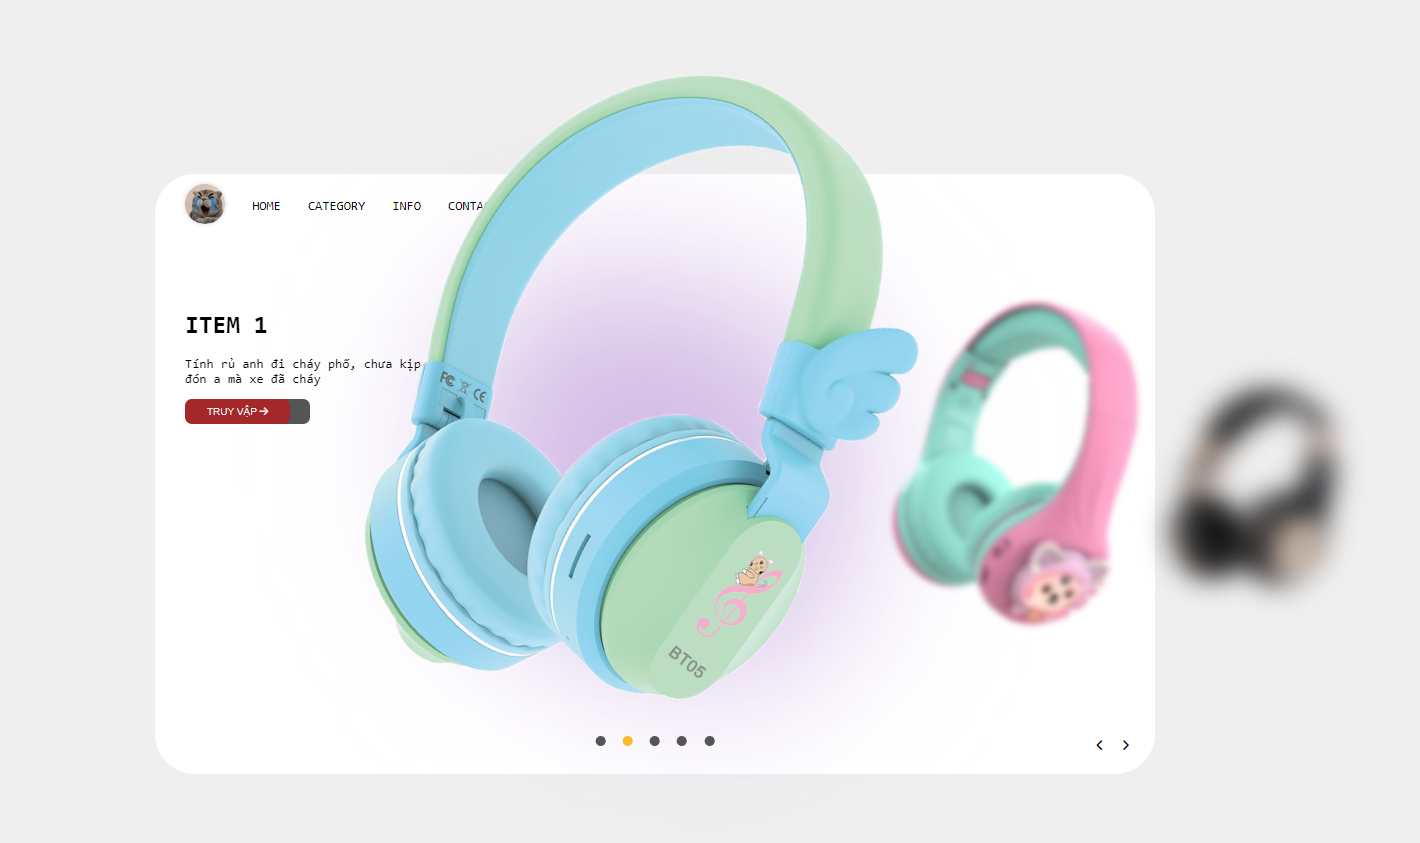 HOME CATEGORY INFO
ITEM 1
Tính rủ anh đi cháy phố, chưa kịp
đón a mà xe đã cháy
TRUY VẬP
FC CE
BT05